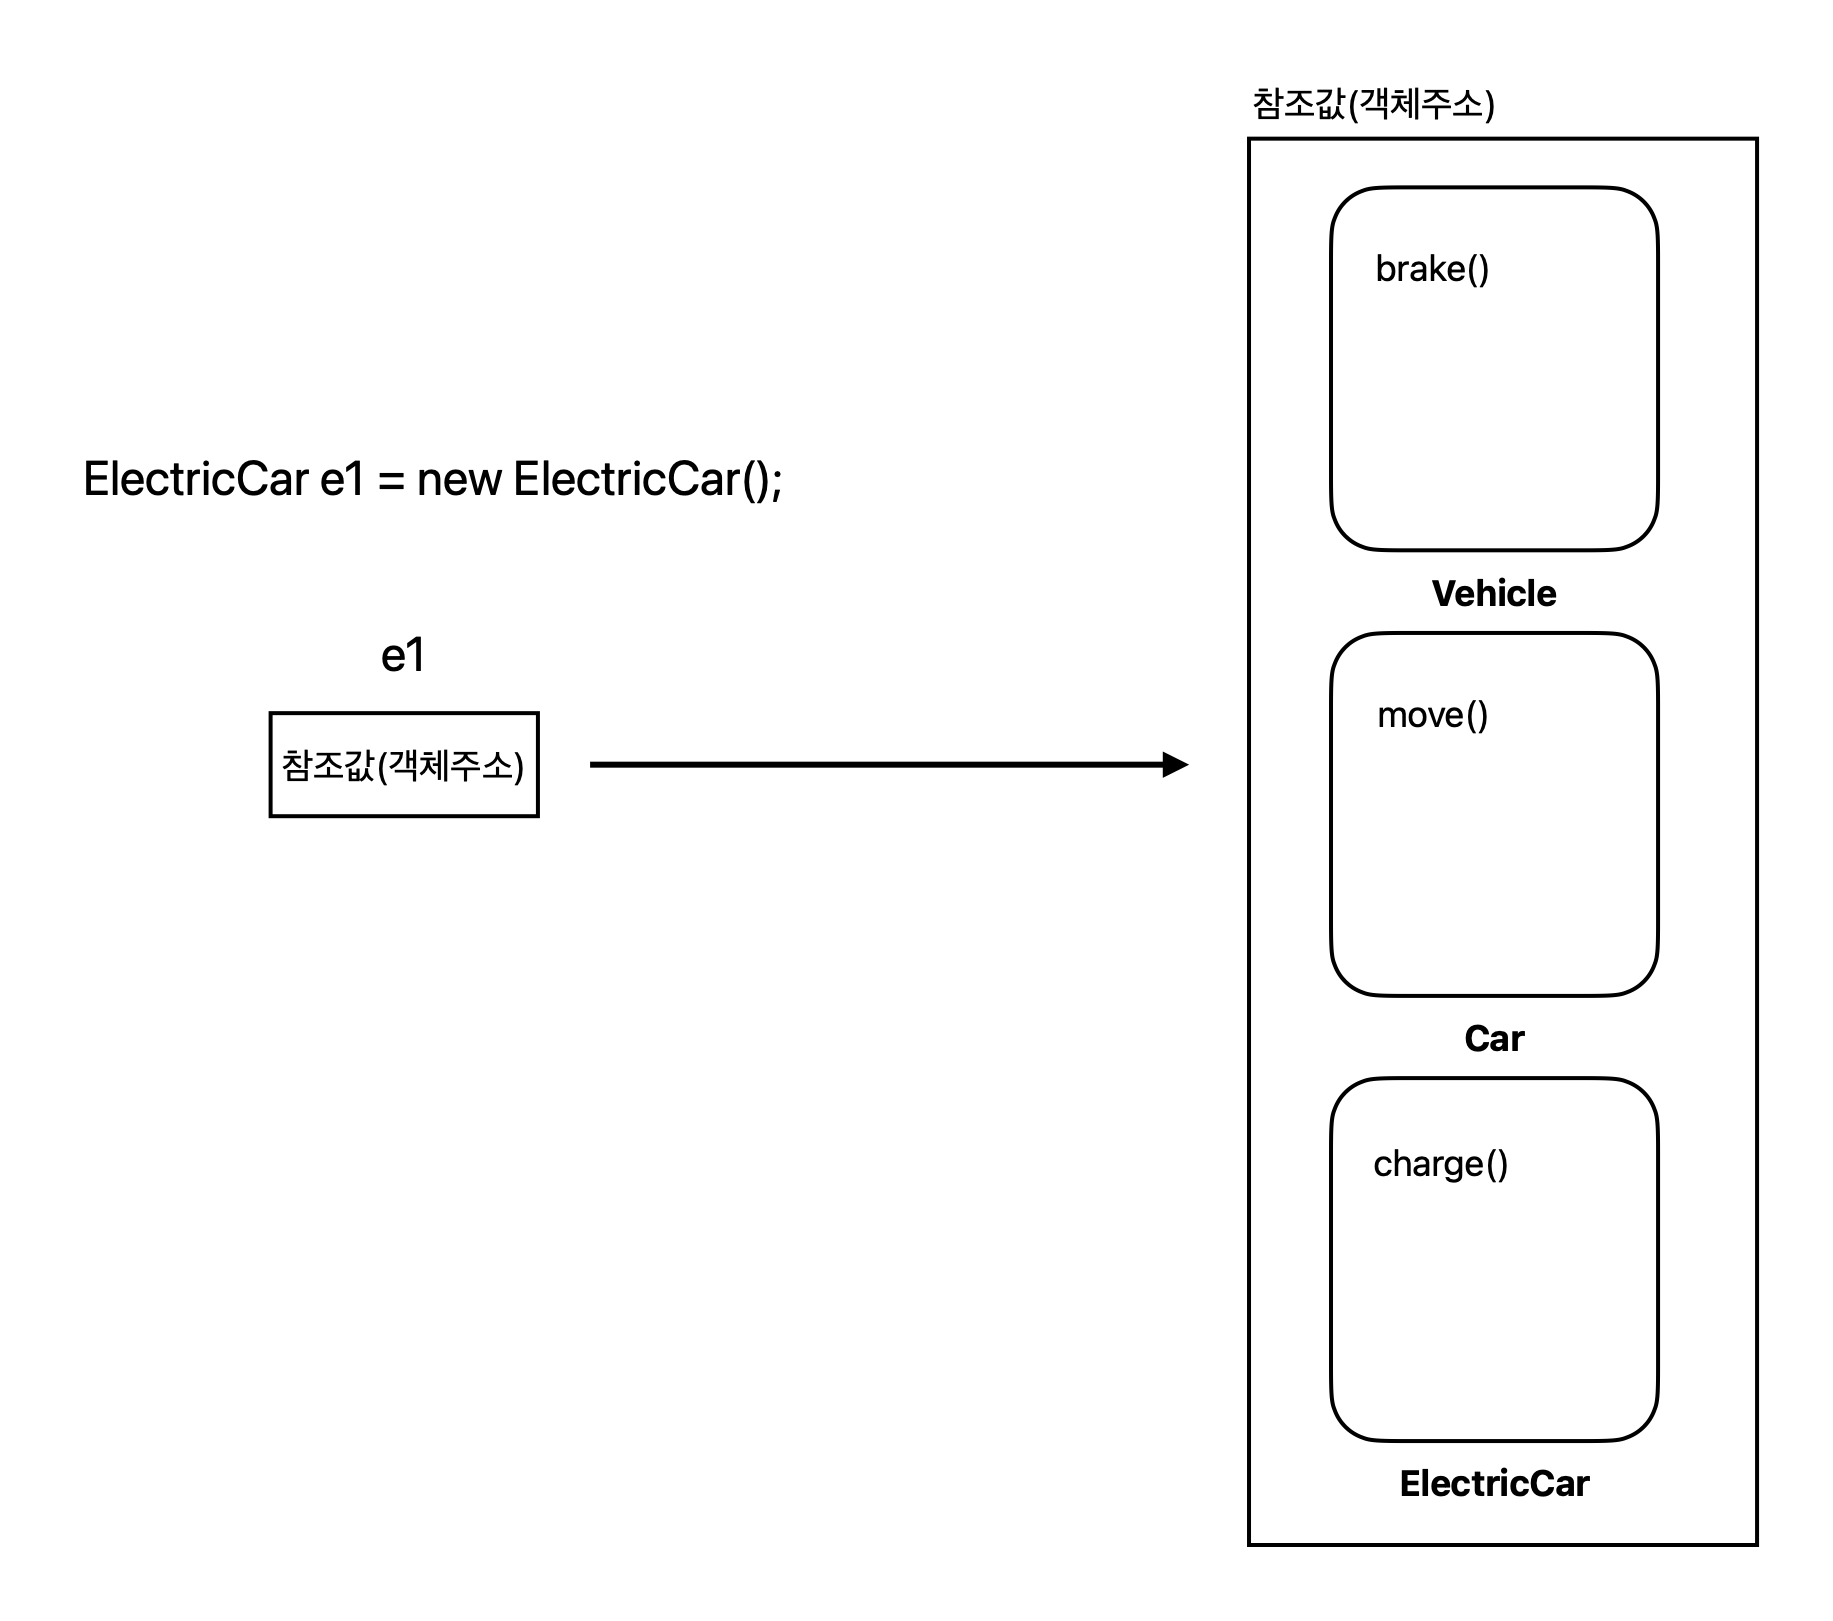 ElectricCar e1 = new ElectricCar();
e1
참조값(객체주소)
참조값(객체주소)
brake()
Vehicle
move()
Car
charge()
ElectricCar